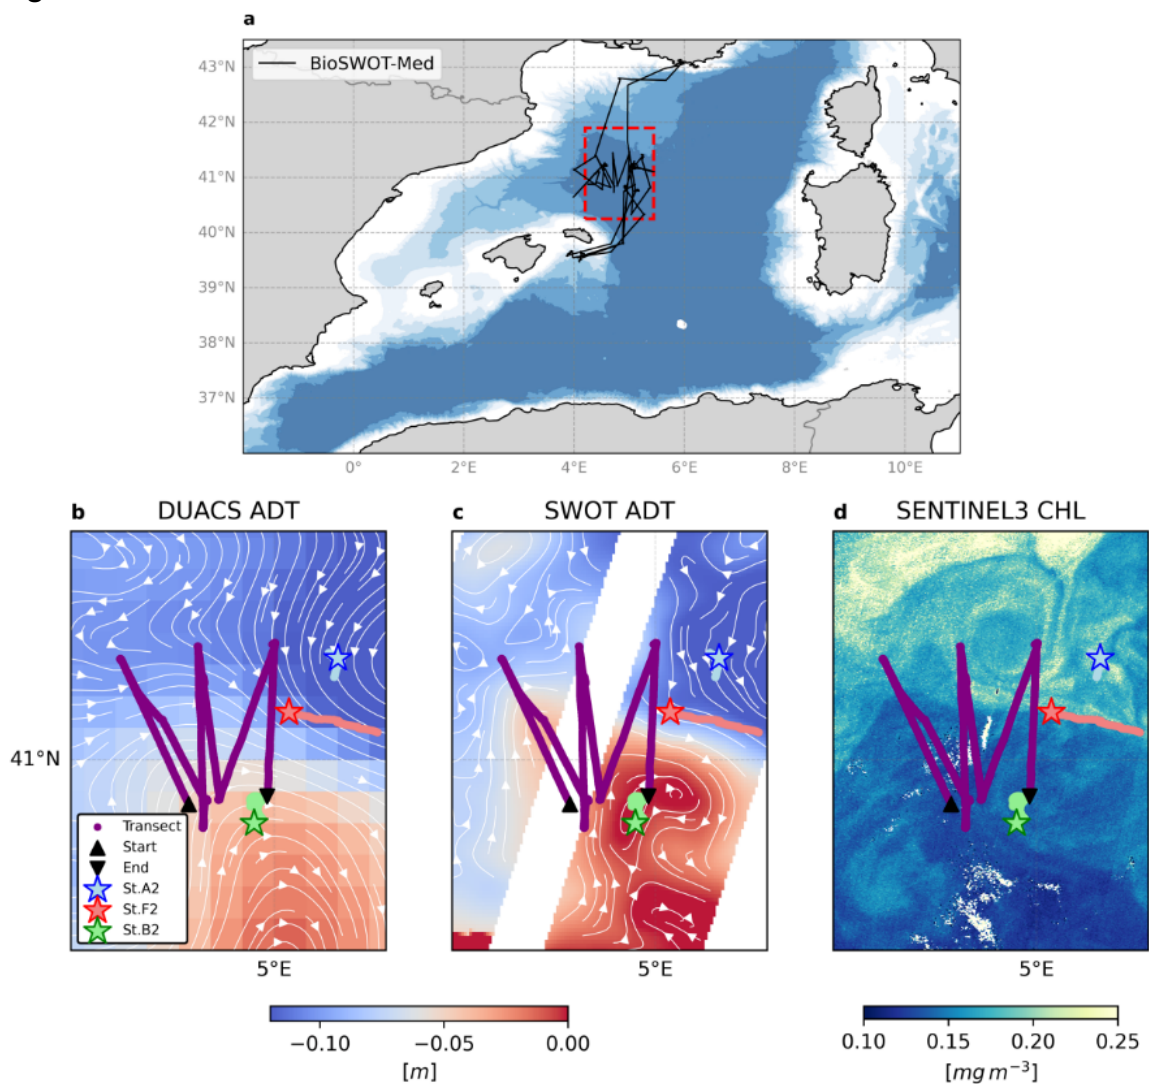 a
BioSWOT-Med
43°N
42°N
41°N
40°N
39°N
38°N
37°N
0° 2°E 4°E 6°E 8°E 10°E
b DUACS ADT
c SWOT ADT
d SENTINEL3 CHL
41°N
Transect
Start
End
St.A2
St.F2
St.B2
5°E 5°E 5°E
−0.10 −0.05 0.00
[m]
0.10 0.15 0.20 0.25
[mg m⁻³]